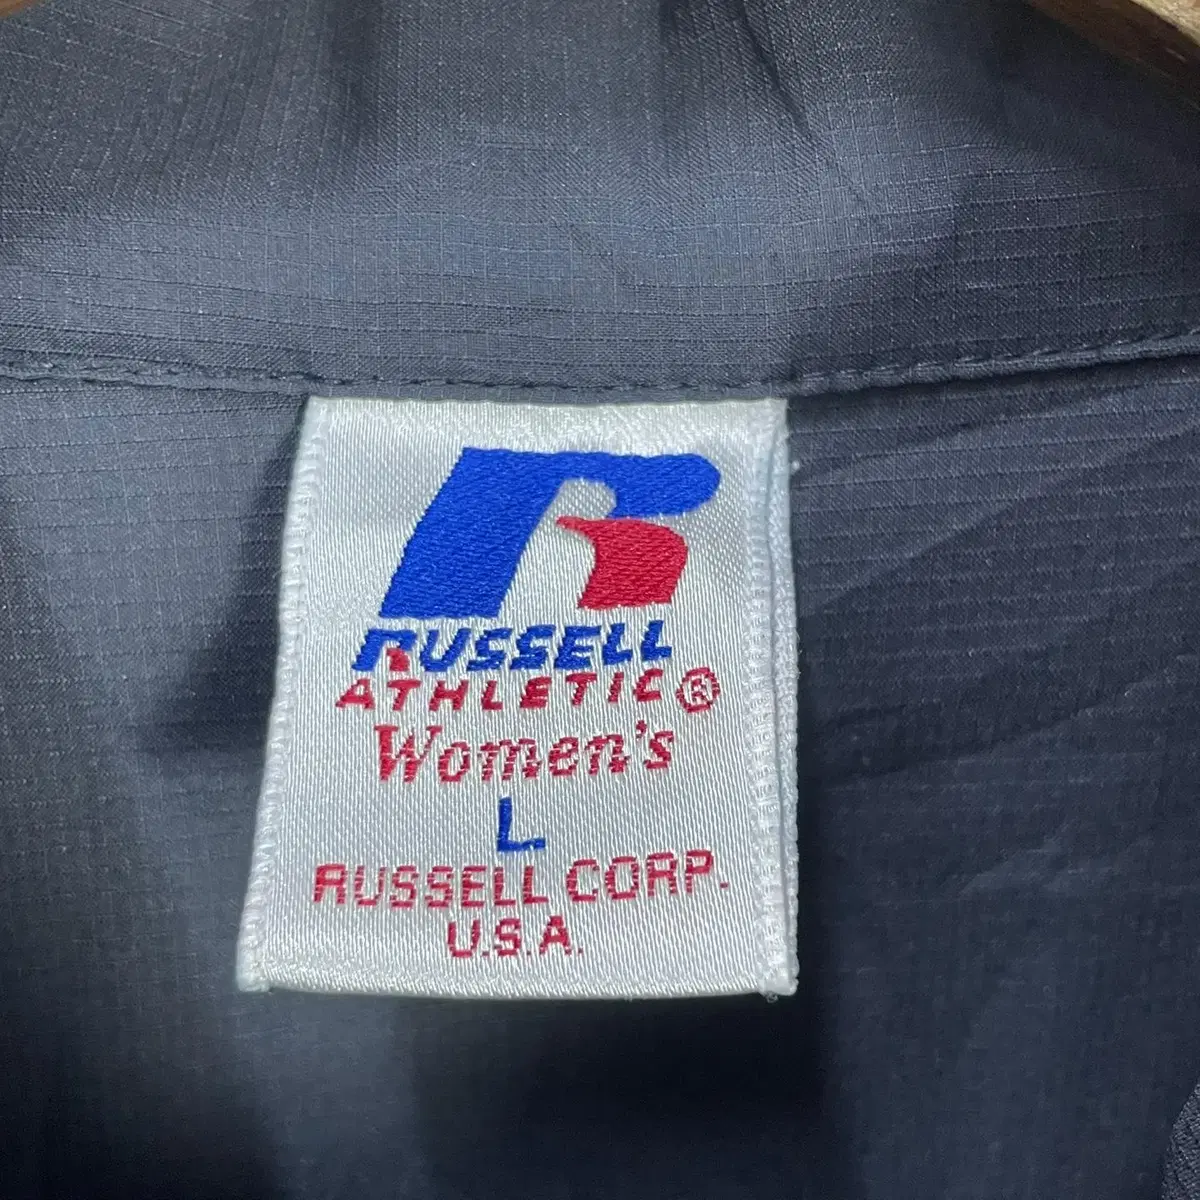 R
RUSSELL
ATHLETIC®
Women's
L
RUSSELL CORP.
U.S.A.